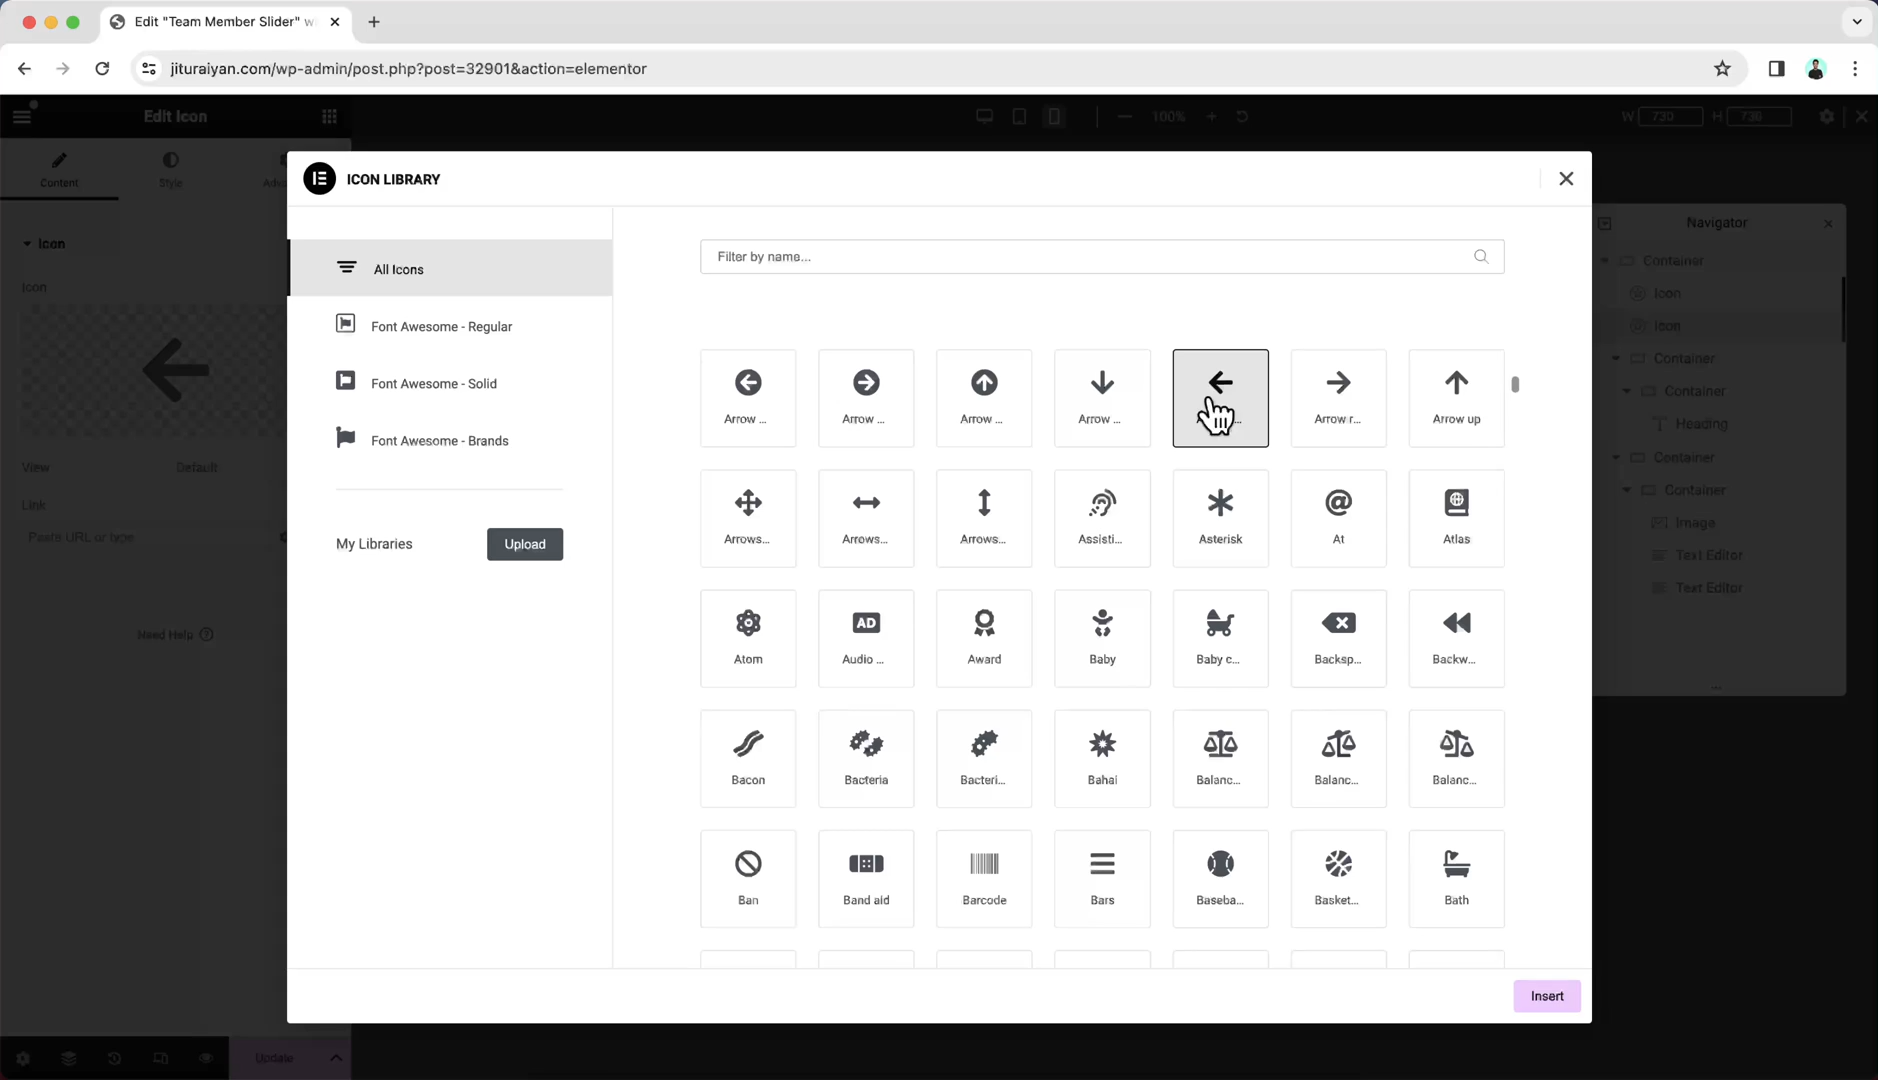 Edit "Team Member Slider" w
jituraiyan.com/wp-admin/post.php?post=32901&action=elementor
Edit Icon
100%
W 730 H 730
Content
Style
Adva
ICON LIBRARY
Navigator
Icon
All Icons
Filter by name...
Container
Icon
Icon
Icon
Font Awesome - Regular
Container
Font Awesome - Solid
Container
Arrow ...
Arrow ...
Arrow ...
Arrow ...
Arrow r...
Arrow up
Heading
Font Awesome - Brands
Container
View
Default
Container
Link
Paste URL or type
My Libraries
Upload
Arrows...
Arrows...
Arrows...
Assisti...
Asterisk
At
Atlas
Image
Text Editor
Text Editor
Need Help
Atom
AD
Audio ...
Award
Baby
Baby c...
Backsp...
Backw...
Bacon
Bacteria
Bacteri...
Bahai
Balanc...
Balanc...
Balanc...
Ban
Band aid
Barcode
Bars
Baseba...
Basket...
Bath
Insert
Update